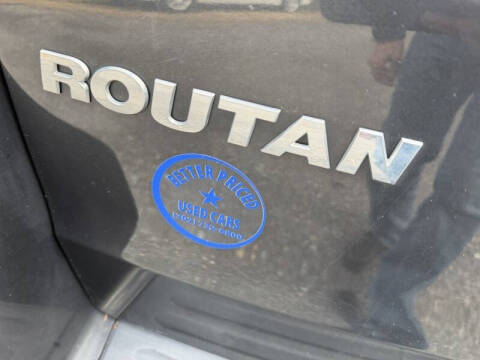 ROUTAN
BETTER PRICED
USED CARS